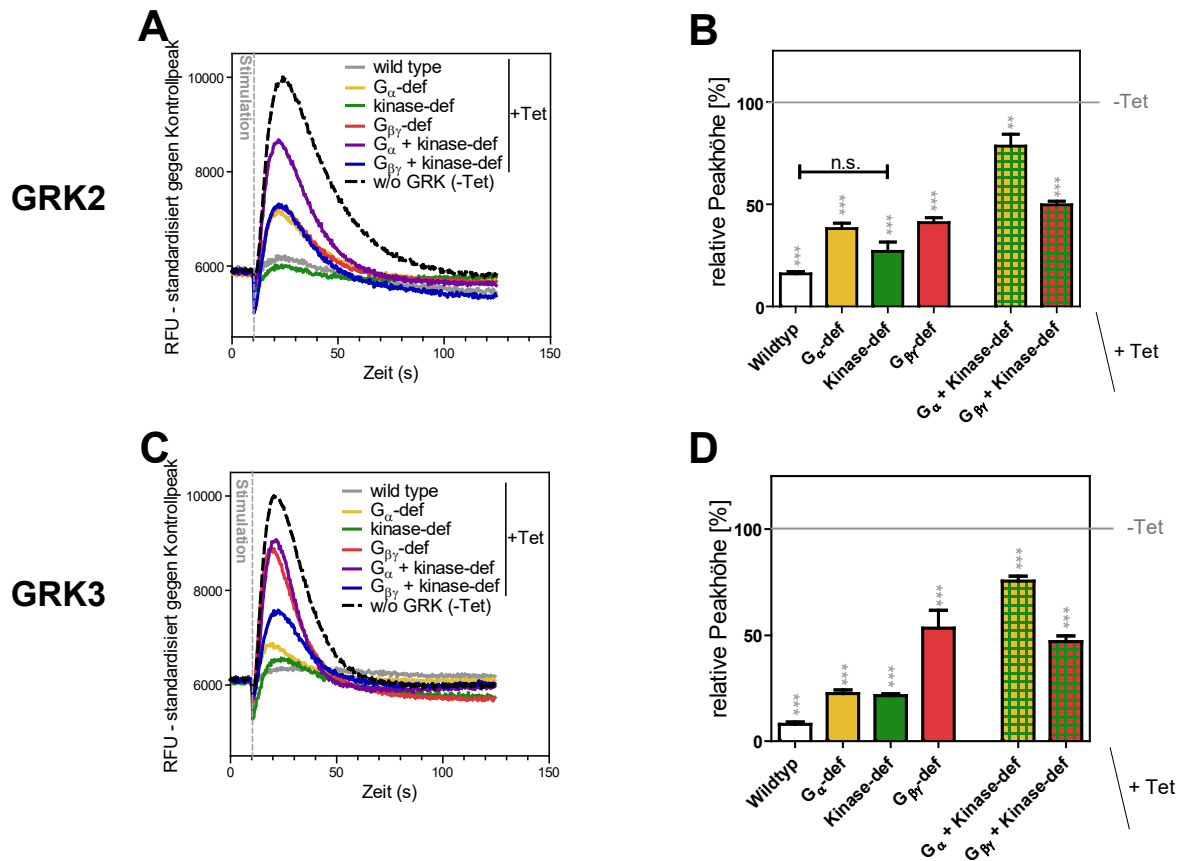 GRK2
A
RFU - standardisiert gegen Kontrollpeak
10000
8000
6000
0
50
100
150
Zeit (s)
Stimulation
wild type
Gα-def
kinase-def
Gβγ-def
Gα + kinase-def
Gβγ + kinase-def
w/o GRK (-Tet)
+Tet
B
relative Peakhöhe [%]
100
50
0
-Tet
n.s.
***
***
***
***
**
***
Wildtyp
Gα-def
Kinase-def
Gβγ-def
Gα + Kinase-def
Gβγ + Kinase-def
+ Tet
GRK3
C
RFU - standardisiert gegen Kontrollpeak
10000
8000
6000
0
50
100
150
Zeit (s)
Stimulation
wild type
Gα-def
kinase-def
Gβγ-def
Gα + kinase-def
Gβγ + kinase-def
w/o GRK (-Tet)
+Tet
D
relative Peakhöhe [%]
100
50
0
-Tet
***
***
***
***
***
***
Wildtyp
Gα-def
Kinase-def
Gβγ-def
Gα + Kinase-def
Gβγ + Kinase-def
+ Tet